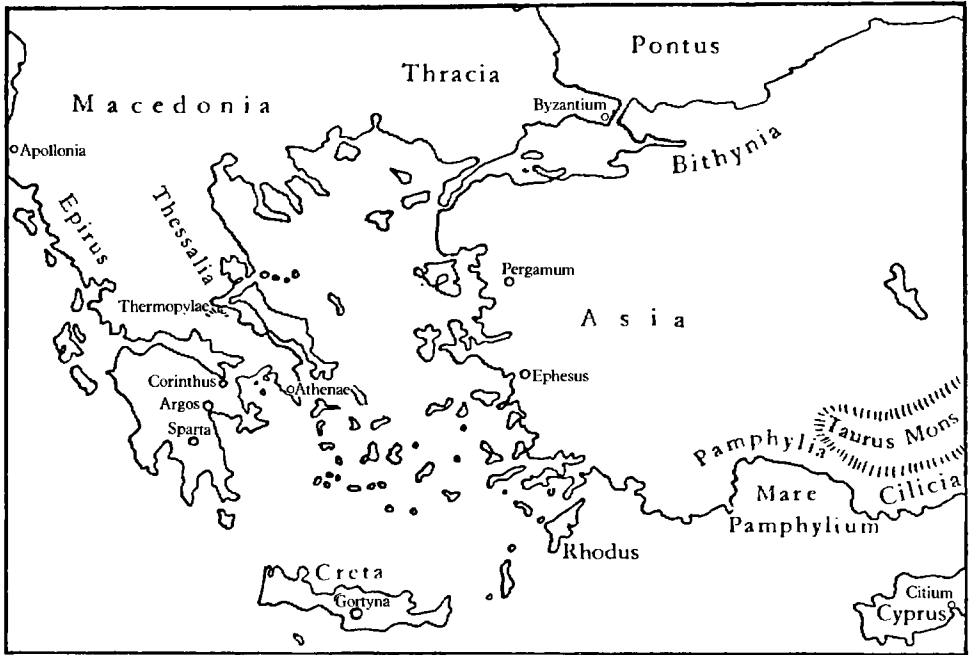 Pontus
Thracia
Macedonia
Byzantium
Bithynia
Apollonia
Epirus
Thessalia
Pergamum
Thermopylae
Asia
Corinthus
Ephesus
Athenae
Argos
Sparta
Taurus Mons
Pamphylia
Cilicia
Mare
Pamphylium
Rhodus
Creta
Gortyna
Citium
Cyprus